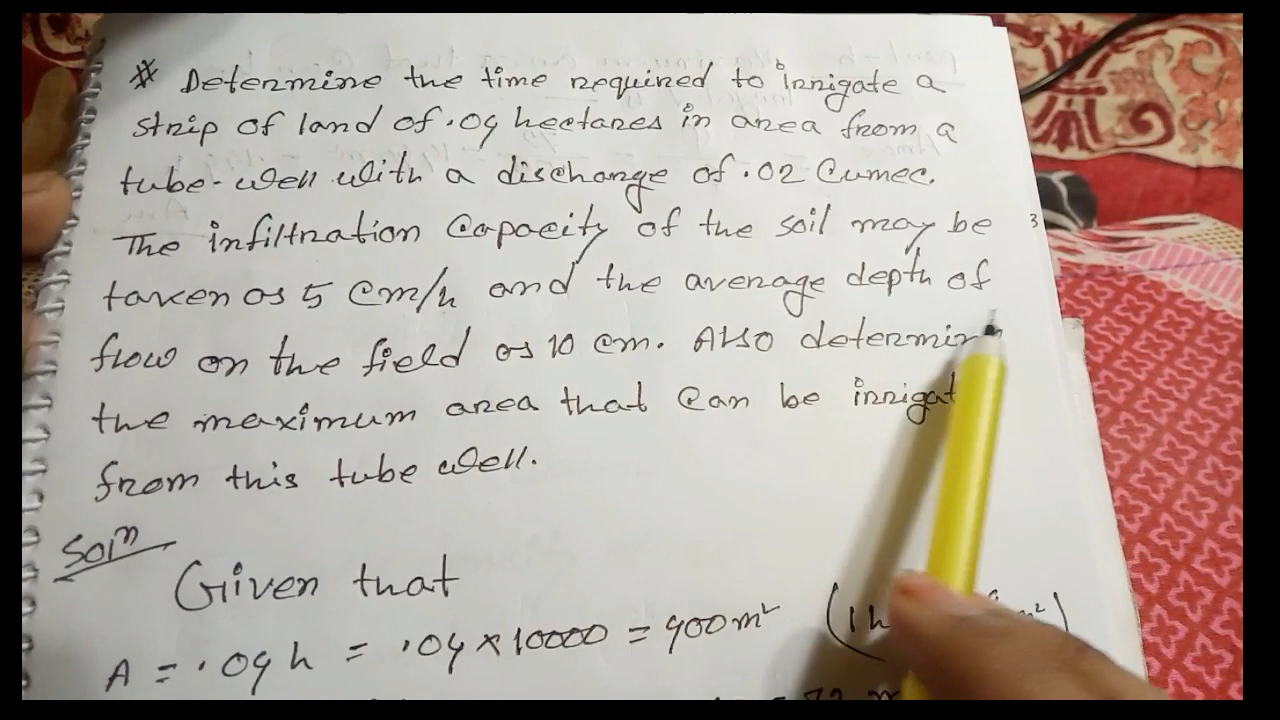 * Determine the time required to irrigate a
strip of land of .04 hectares in area from a
tube-well with a discharge of .02 Cumec.
The infiltration Capacity of the soil may be
taken as 5 Cm/h and the average depth of
flow on the field as 10 cm. Also determin
the maximum area that Can be irrigat
from this tube well.
Soln
Given that
A = .04 h = .04 × 10000 = 400 m² (1 h m²)